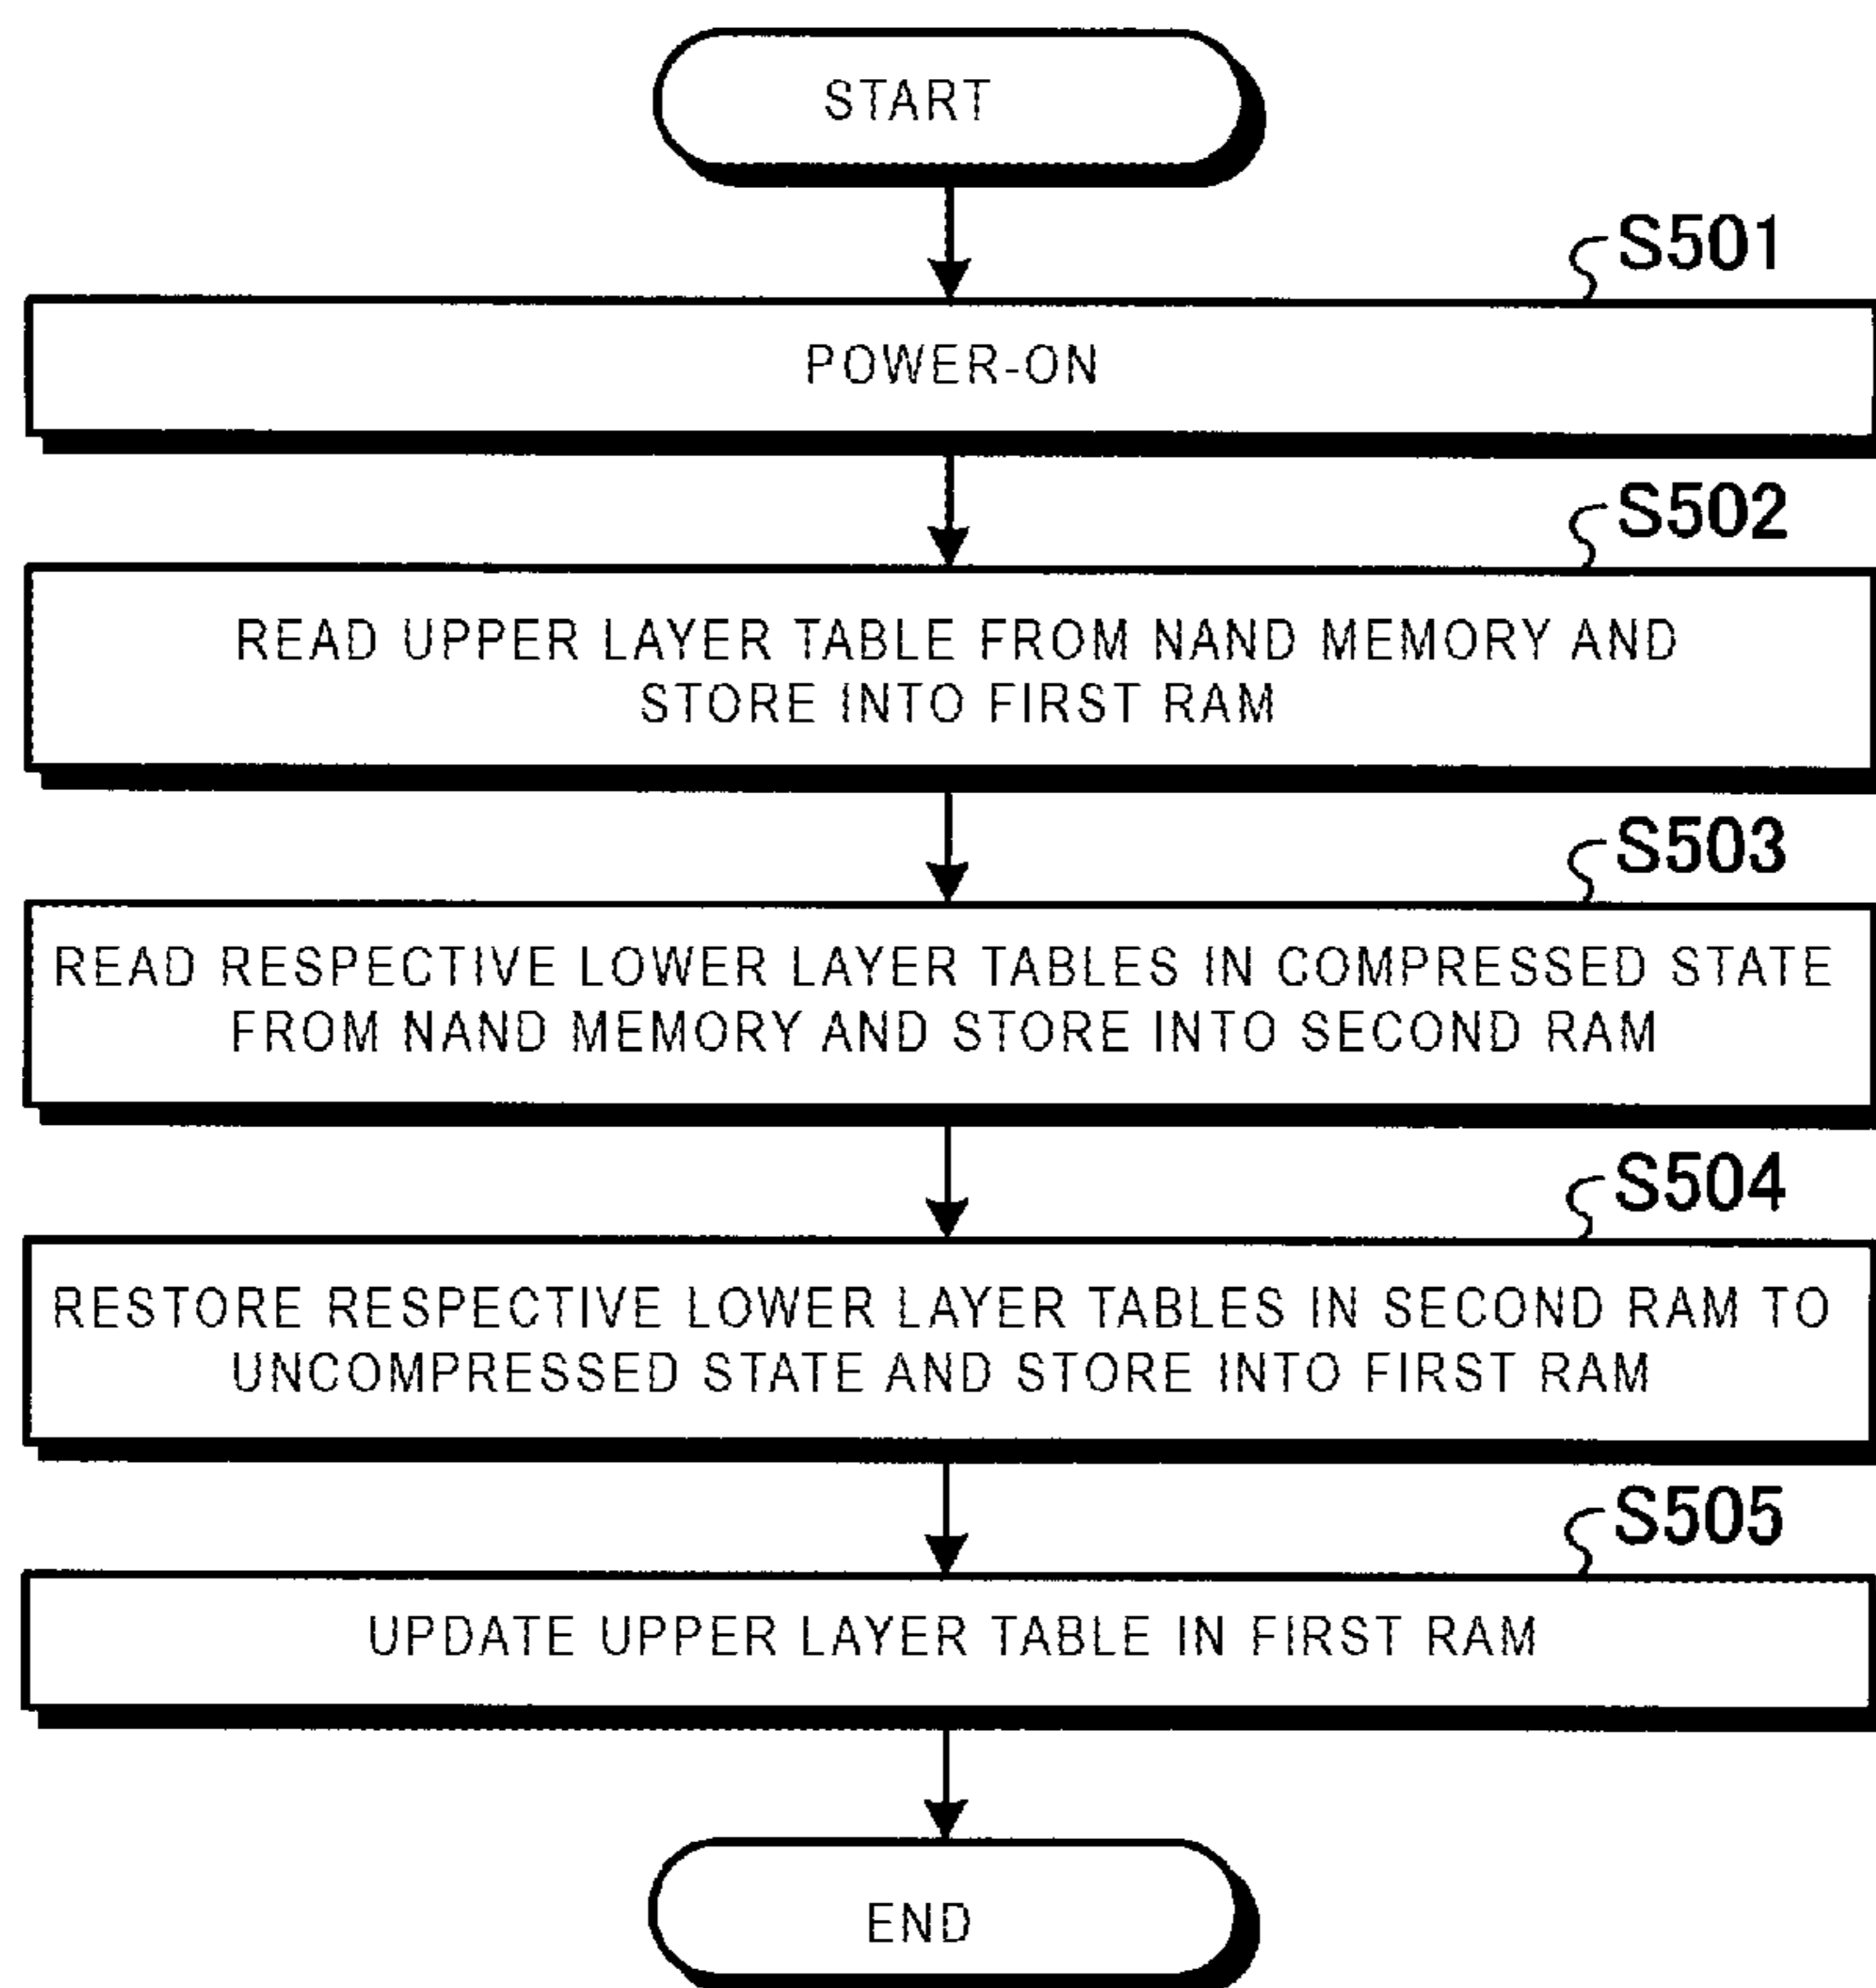 START
S501
POWER-ON
S502
READ UPPER LAYER TABLE FROM NAND MEMORY AND
STORE INTO FIRST RAM
S503
READ RESPECTIVE LOWER LAYER TABLES IN COMPRESSED STATE
FROM NAND MEMORY AND STORE INTO SECOND RAM
S504
RESTORE RESPECTIVE LOWER LAYER TABLES IN SECOND RAM TO
UNCOMPRESSED STATE AND STORE INTO FIRST RAM
S505
UPDATE UPPER LAYER TABLE IN FIRST RAM
END